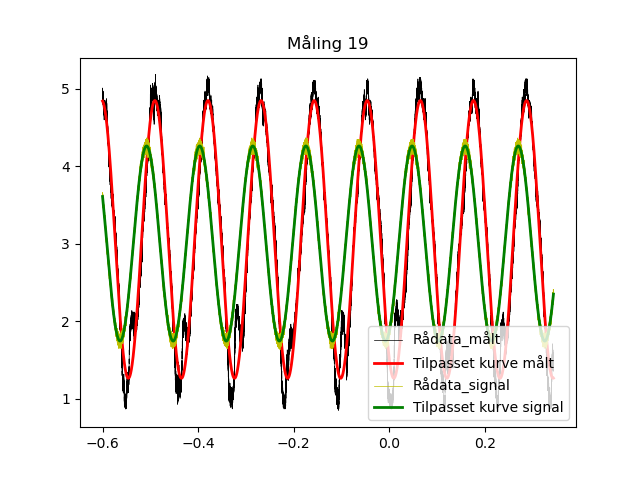 Måling 19
5
4
3
2
1
−0.6
−0.4
−0.2
0.0
0.2
Rådata_målt
Tilpasset kurve målt
Rådata_signal
Tilpasset kurve signal